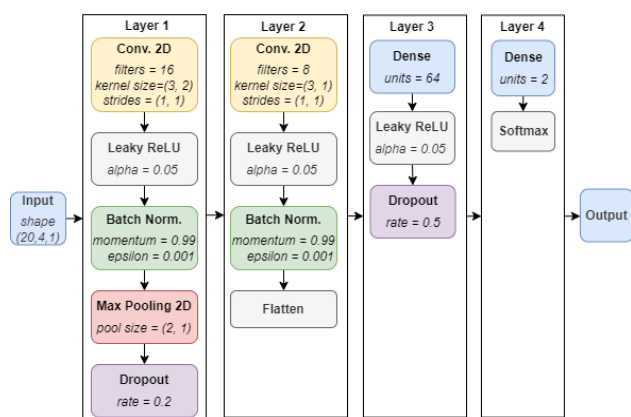 Layer 1
Conv. 2D
filters = 16
kernel size=(3, 2)
strides = (1, 1)
Leaky ReLU
alpha = 0.05
Input
shape
(20,4,1)
Batch Norm.
momentum = 0.99
epsilon = 0.001
Max Pooling 2D
pool size = (2, 1)
Dropout
rate = 0.2
Layer 2
Conv. 2D
filters = 8
kernel size=(3, 1)
strides = (1, 1)
Leaky ReLU
alpha = 0.05
Batch Norm.
momentum = 0.99
epsilon = 0.001
Flatten
Layer 3
Dense
units = 64
Leaky ReLU
alpha = 0.05
Dropout
rate = 0.5
Layer 4
Dense
units = 2
Softmax
Output